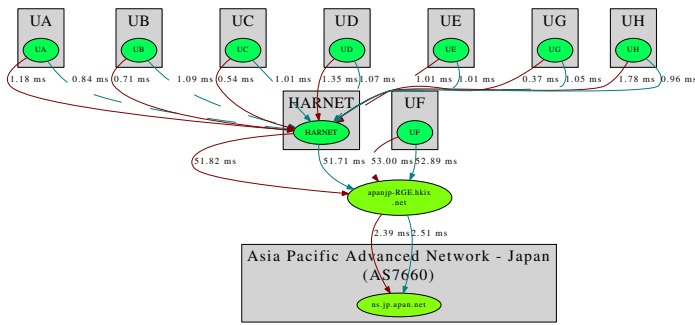 UA
UB
UC
UD
UE
UG
UH
UA
UB
UC
UD
UE
UG
UH
1.18 ms
0.84 ms
0.71 ms
1.09 ms
0.54 ms
1.01 ms
1.35 ms
1.07 ms
1.01 ms
1.01 ms
0.37 ms
1.05 ms
1.78 ms
0.96 ms
HARNET
UF
HARNET
UF
51.82 ms
51.71 ms
53.00 ms
52.89 ms
apanjp-RGE.hkix
.net
2.39 ms
2.51 ms
Asia Pacific Advanced Network - Japan
(AS7660)
ns.jp.apan.net